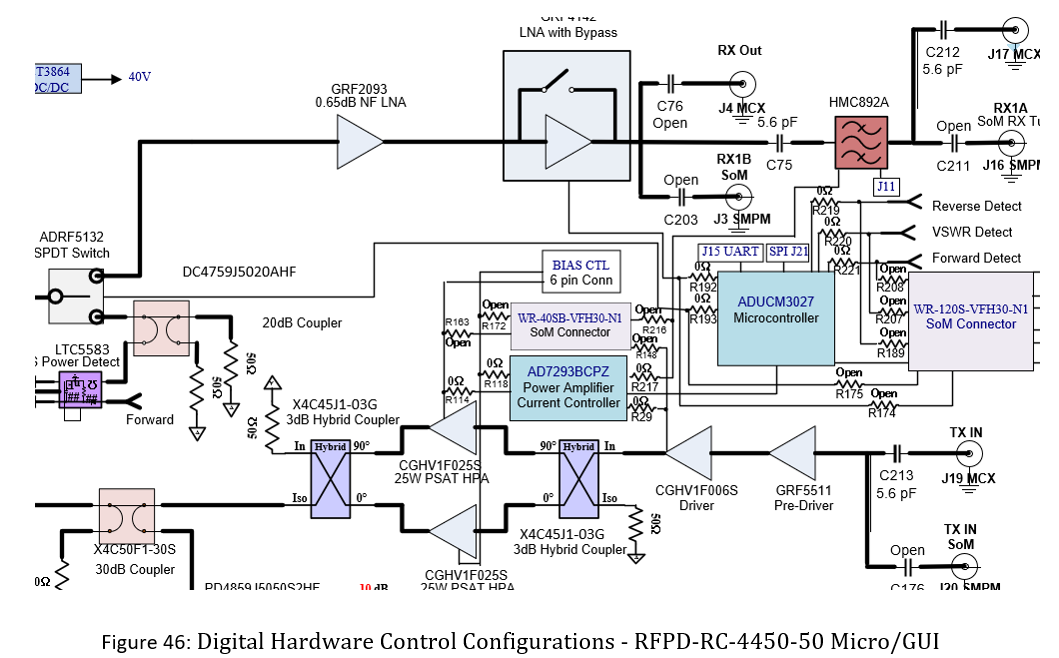 GRF4142
LNA with Bypass
T3864
DC/DC
40V
GRF2093
0.65dB NF LNA
RX Out
C76
Open
J4 MCX
5.6 pF
C75
HMC892A
C212
5.6 pF
J17 MCX
RX1A
SoM RX Tu
Open
C211
J16 SMPM
RX1B
SoM
Open
C203
J3 SMPM
J11
0Ω
R219
Reverse Detect
0Ω
R220
VSWR Detect
0Ω
R221
Forward Detect
ADRF5132
SPDT Switch
DC4759J5020AHF
20dB Coupler
BIAS CTL
6 pin Conn
J15 UART
SPI J21
0Ω
R192
0Ω
R193
ADUCM3027
Microcontroller
Open
R208
Open
R207
Open
R189
WR-120S-VFH30-N1
SoM Connector
R163
Open
Open
R172
WR-40SB-VFH30-N1
SoM Connector
Open
R216
Open
R148
LTC5583
S Power Detect
Forward
50Ω
50Ω
0Ω
R118
0Ω
R114
AD7293BCPZ
Power Amplifier
Current Controller
0Ω
R217
0Ω
R29
Open
R175
Open
R174
X4C45J1-03G
3dB Hybrid Coupler
50Ω
In
Hybrid
90°
Iso
0°
CGHV1F025S
25W PSAT HPA
90°
Hybrid
In
0°
Iso
50Ω
X4C45J1-03G
3dB Hybrid Coupler
CGHV1F006S
Driver
GRF5511
Pre-Driver
C213
5.6 pF
TX IN
J19 MCX
TX IN
SoM
Open
C176
J20 SMPM
X4C50F1-30S
30dB Coupler
0Ω
PD4859J5050S2HF
10 dB
CGHV1F025S
25W PSAT HPA
Figure 46: Digital Hardware Control Configurations - RFPD-RC-4450-50 Micro/GUI